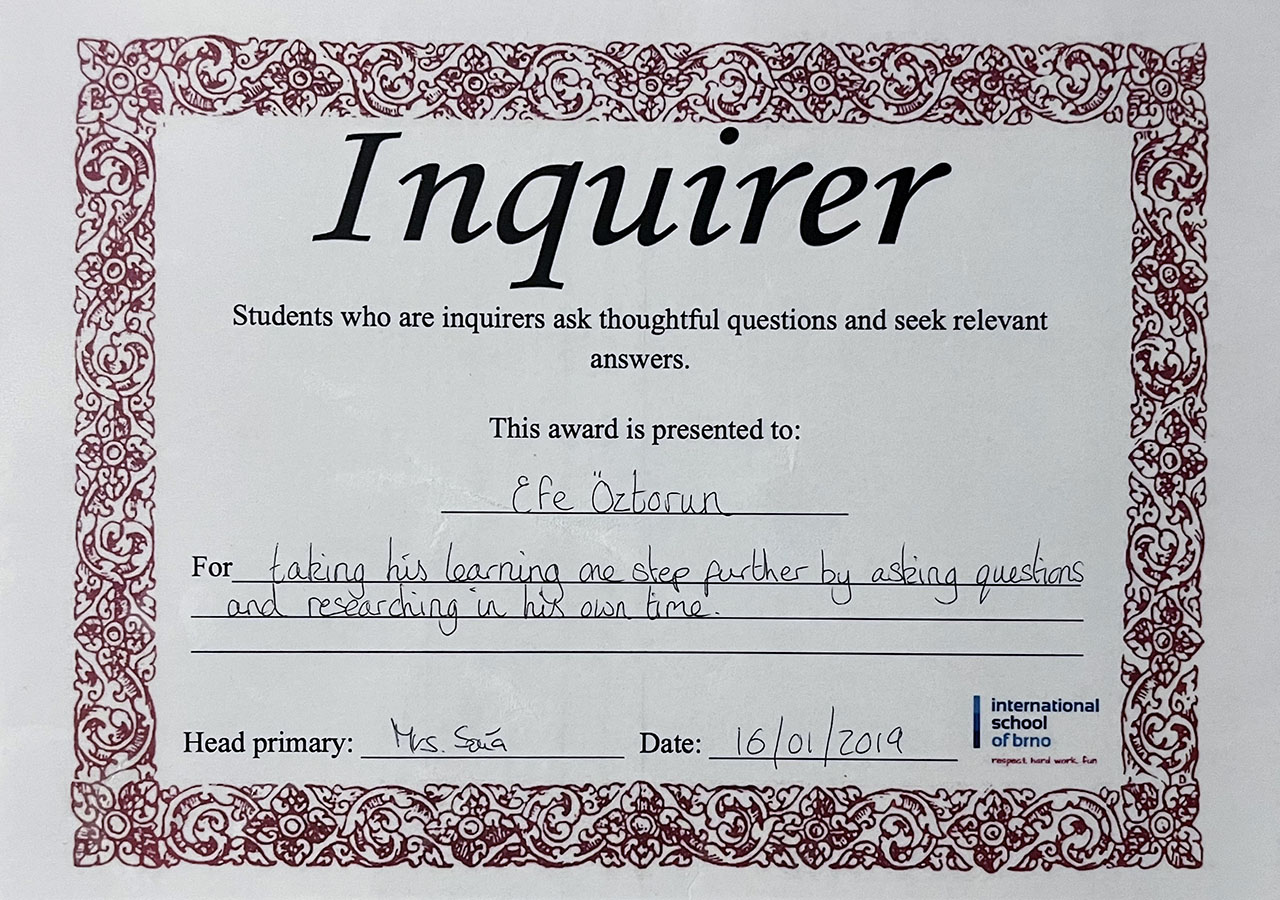 Inquirer
Students who are inquirers ask thoughtful questions and seek relevant
answers.
This award is presented to:
Efe Öztorun
For taking his learning one step further by asking questions
and researching in his own time.
Head primary: Mrs.
Date: 16/01/2019
international
school
of brno
respect. hard work. fun